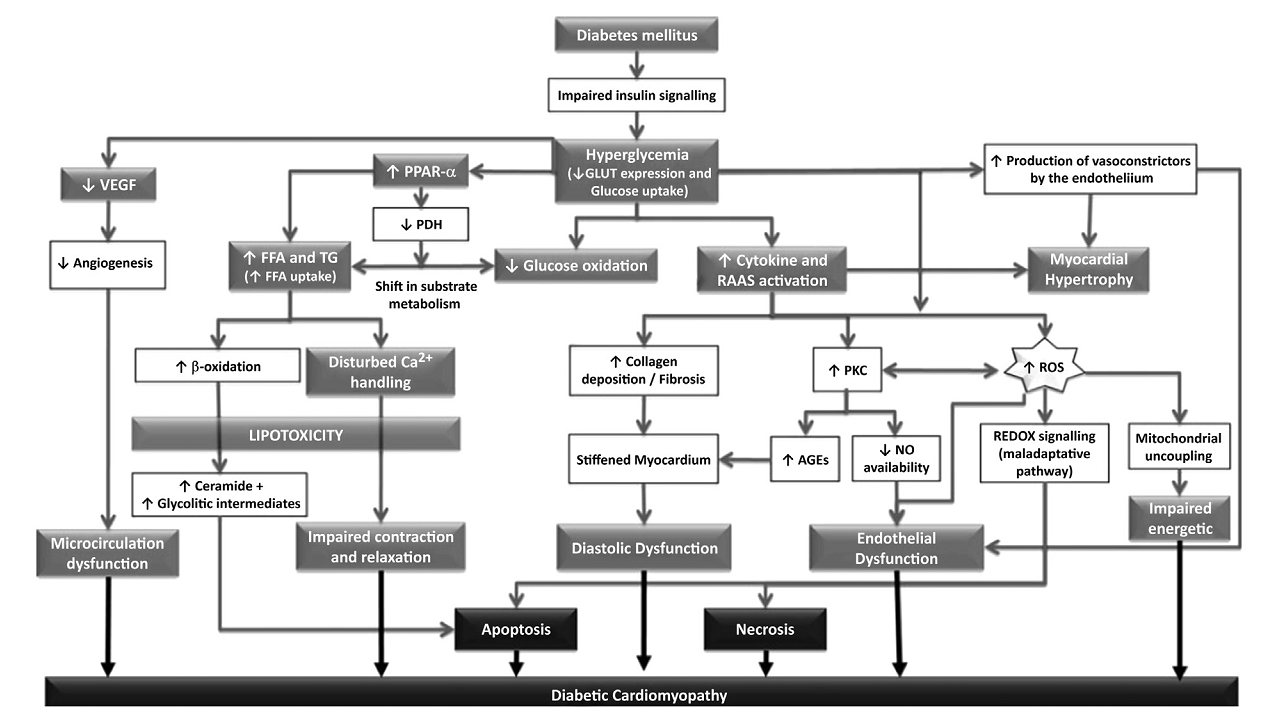 Diabetes mellitus
Impaired insulin signalling
Hyperglycemia
(↓GLUT expression and
Glucose uptake)
↑ Production of vasoconstrictors
by the endotheliium
↑ PPAR-α
↓ VEGF
↓ PDH
↓ Angiogenesis
↑ FFA and TG
(↑ FFA uptake)
Shift in substrate
metabolism
↓ Glucose oxidation
↑ Cytokine and
RAAS activation
Myocardial
Hypertrophy
↑ β-oxidation
Disturbed Ca2+
handling
↑ Collagen
deposition / Fibrosis
↑ PKC
↑ ROS
LIPOTOXICITY
Stiffened Myocardium
↑ AGEs
↓ NO
availability
REDOX signalling
(maladaptative
pathway)
Mitochondrial
uncoupling
↑ Ceramide +
↑ Glycolitic intermediates
Impaired
energetic
Microcirculation
dysfunction
Impaired contraction
and relaxation
Diastolic Dysfunction
Endothelial
Dysfunction
Apoptosis
Necrosis
Diabetic Cardiomyopathy